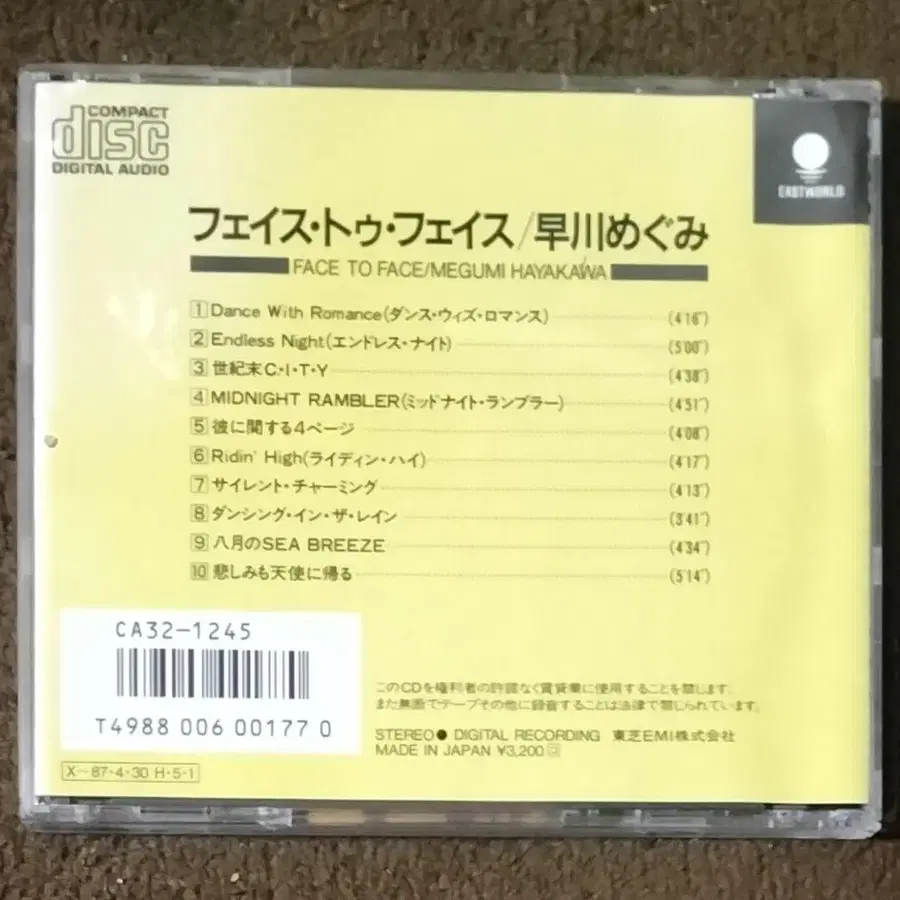 COMPACT
disc
DIGITAL AUDIO
EASTWORLD
フェイス・トゥ・フェイス/早川めぐみ
FACE TO FACE/MEGUMI HAYAKAWA
1 Dance With Romance(ダンス・ウィズ・ロマンス) (4'16")
2 Endless Night(エンドレス・ナイト) (5'00")
3 世紀末C・I・T・Y (4'38")
4 MIDNIGHT RAMBLER(ミッドナイト・ランブラー) (4'51")
5 彼に関する4ページ (4'08")
6 Ridin' High(ライディン・ハイ) (4'17")
7 サイレント・チャーミング (4'13")
8 ダンシング・イン・ザ・レイン (3'41")
9 八月のSEA BREEZE (4'34")
10 悲しみも天使に帰る (5'14")
CA32-1245
T4988 006 00177 0
このCDを権利者の許諾なく賃貸業に使用することを禁じます。
また無断でテープその他に録音することは法律で禁じられています。
STEREO● DIGITAL RECORDING 東芝EMI株式会社
MADE IN JAPAN ¥3,200
X-87・4・30 H・5・1